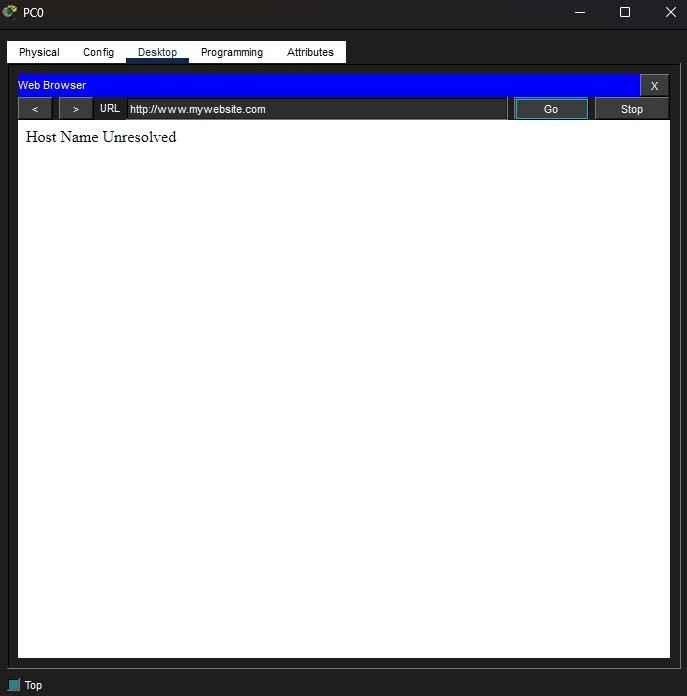 PC0
Physical Config Desktop Programming Attributes
Web Browser X
< > URL http://www.mywebsite.com Go Stop
Host Name Unresolved
Top